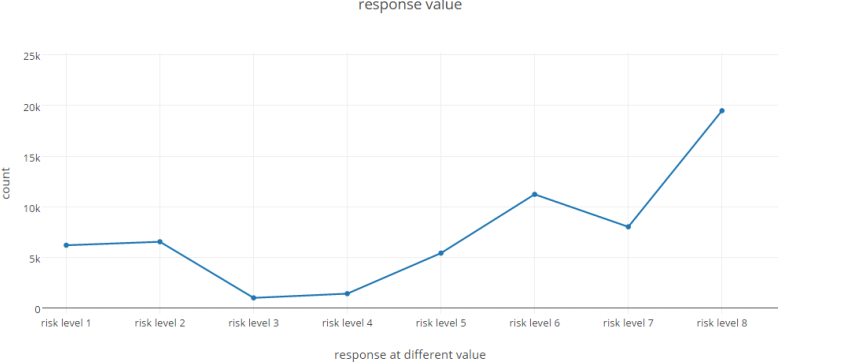 response value
25k
20k
15k
10k
5k
0
count
risk level 1 risk level 2 risk level 3 risk level 4 risk level 5 risk level 6 risk level 7 risk level 8
response at different value